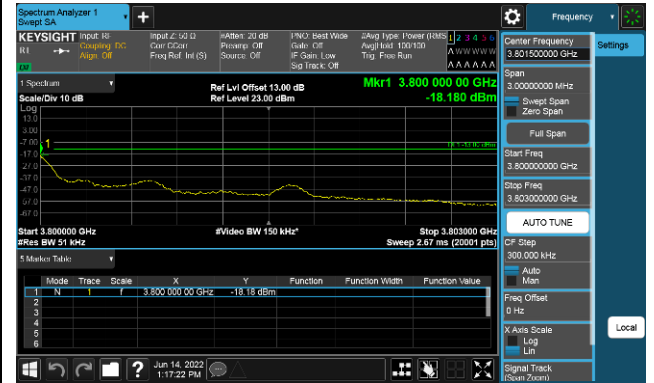 Spectrum Analyzer 1
Swept SA
Frequency
KEYSIGHT
Input: RF
Coupling: DC
Align: Off
Input Z: 50 Ω
Corr CCorr
Freq Ref: Int (S)
#Atten: 20 dB
Preamp: Off
Source: Off
PNO: Best Wide
Gate: Off
IF Gain: Low
Sig Track: Off
#Avg Type: Power (RMS
Avg|Hold: 100/100
Trig: Free Run
1 2 3 4 5 6
A W W W W W
A A A A A A
1 Spectrum
Scale/Div 10 dB
Ref Lvl Offset 13.00 dB
Ref Level 23.00 dBm
Mkr1 3.800 000 00 GHz
-18.180 dBm
Log
13.0
3.00
-7.00
-17.0
-27.0
-37.0
-47.0
-57.0
-67.0
1
Start 3.800000 GHz
#Res BW 51 kHz
#Video BW 150 kHz*
Stop 3.803000 GHz
Sweep 2.67 ms (20001 pts)
5 Marker Table
Mode Trace Scale X Y Function Function Width Function Value
1 N 1 f 3.800 000 00 GHz -18.18 dBm
2
3
4
5
6
Jun 14, 2022
1:17:22 PM
Center Frequency
3.801500000 GHz
Settings
Span
3.00000000 MHz
Swept Span
Zero Span
Full Span
Start Freq
3.800000000 GHz
Stop Freq
3.803000000 GHz
AUTO TUNE
CF Step
300.000 kHz
Auto
Man
Freq Offset
0 Hz
X Axis Scale
Log
Lin
Local
Signal Track
(Span Zoom)